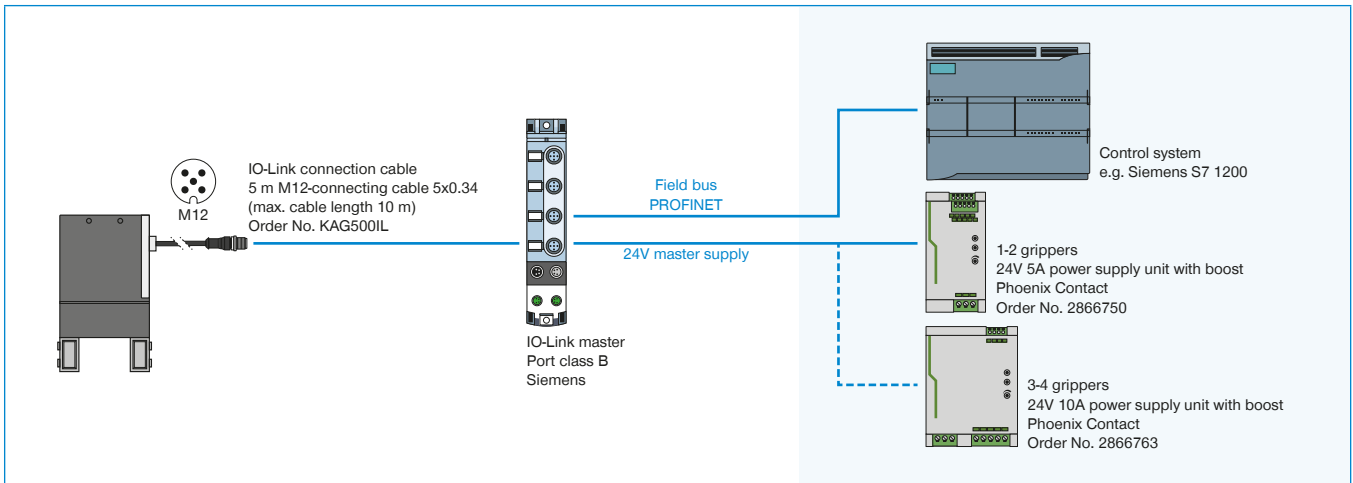 M12
IO-Link connection cable
5 m M12-connecting cable 5x0.34
(max. cable length 10 m)
Order No. KAG500IL
IO-Link master
Port class B
Siemens
Field bus
PROFINET
24V master supply
Control system
e.g. Siemens S7 1200
1-2 grippers
24V 5A power supply unit with boost
Phoenix Contact
Order No. 2866750
3-4 grippers
24V 10A power supply unit with boost
Phoenix Contact
Order No. 2866763